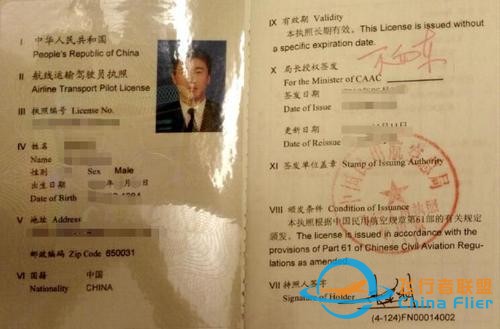 I 中华人民共和国
People's Republic of China
II 航线运输驾驶员执照
Airline Transport Pilot License
III 执照编号 License No.
IV 姓名
Name
性别 Sex Male
出生日期 年 月 日
Date of Birth
V 地址
Address
邮政编码 Zip Code 650031
VI 国籍 中国
Nationality CHINA
IX 有效期 Validity
本执照长期有效。This License is issued without
a specific expiration date.
X 局长授权签发
For the Minister of CAAC
签发日期
Date of Issue
更新日期
Date of Reissue
XI 签发单位盖章 Stamp of Issuing Authority
VIII 颁发条件 Condition of Issuance
本执照根据中国民用航空规章第61部的有关规定
颁发。The license is issued in accordance with the
provisions of Part 61 of Chinese Civil Aviation Regu-
lations as amended.
VII 持照人签字
Signature of Holder
(4-124)FN00014002
飞行者联盟
China Flier